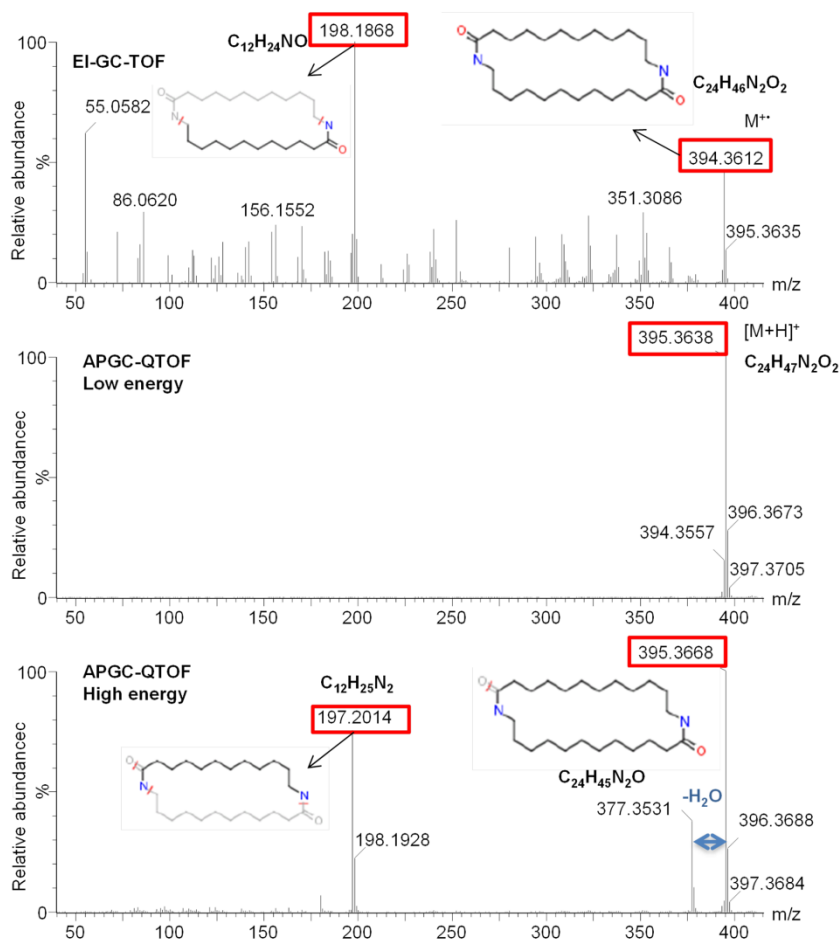 EI-GC-TOF
C12H24NO
198.1868
C24H46N2O2
M+•
55.0582
394.3612
86.0620
156.1552
351.3086
395.3635
Relative abundance
%
100
0
50 100 150 200 250 300 350 400 m/z
O
N
N
O
O
N
N
O
APGC-QTOF
Low energy
395.3638
[M+H]+
C24H47N2O2
394.3557
396.3673
397.3705
Relative abundancec
%
100
0
50 100 150 200 250 300 350 400 m/z
APGC-QTOF
High energy
C12H25N2
197.2014
395.3668
C24H45N2O
-H2O
377.3531
198.1928
396.3688
397.3684
Relative abundancec
%
100
0
50 100 150 200 250 300 350 400 m/z
O
N
N
O
O
N
N
O